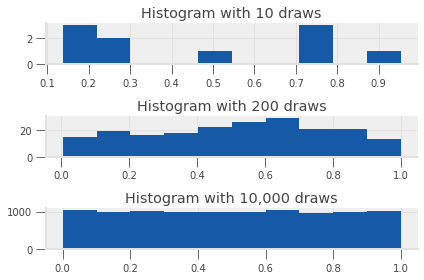 Histogram with 10 draws
2
0
0.1 0.2 0.3 0.4 0.5 0.6 0.7 0.8 0.9
Histogram with 200 draws
20
0
0.0 0.2 0.4 0.6 0.8 1.0
Histogram with 10,000 draws
1000
0
0.0 0.2 0.4 0.6 0.8 1.0